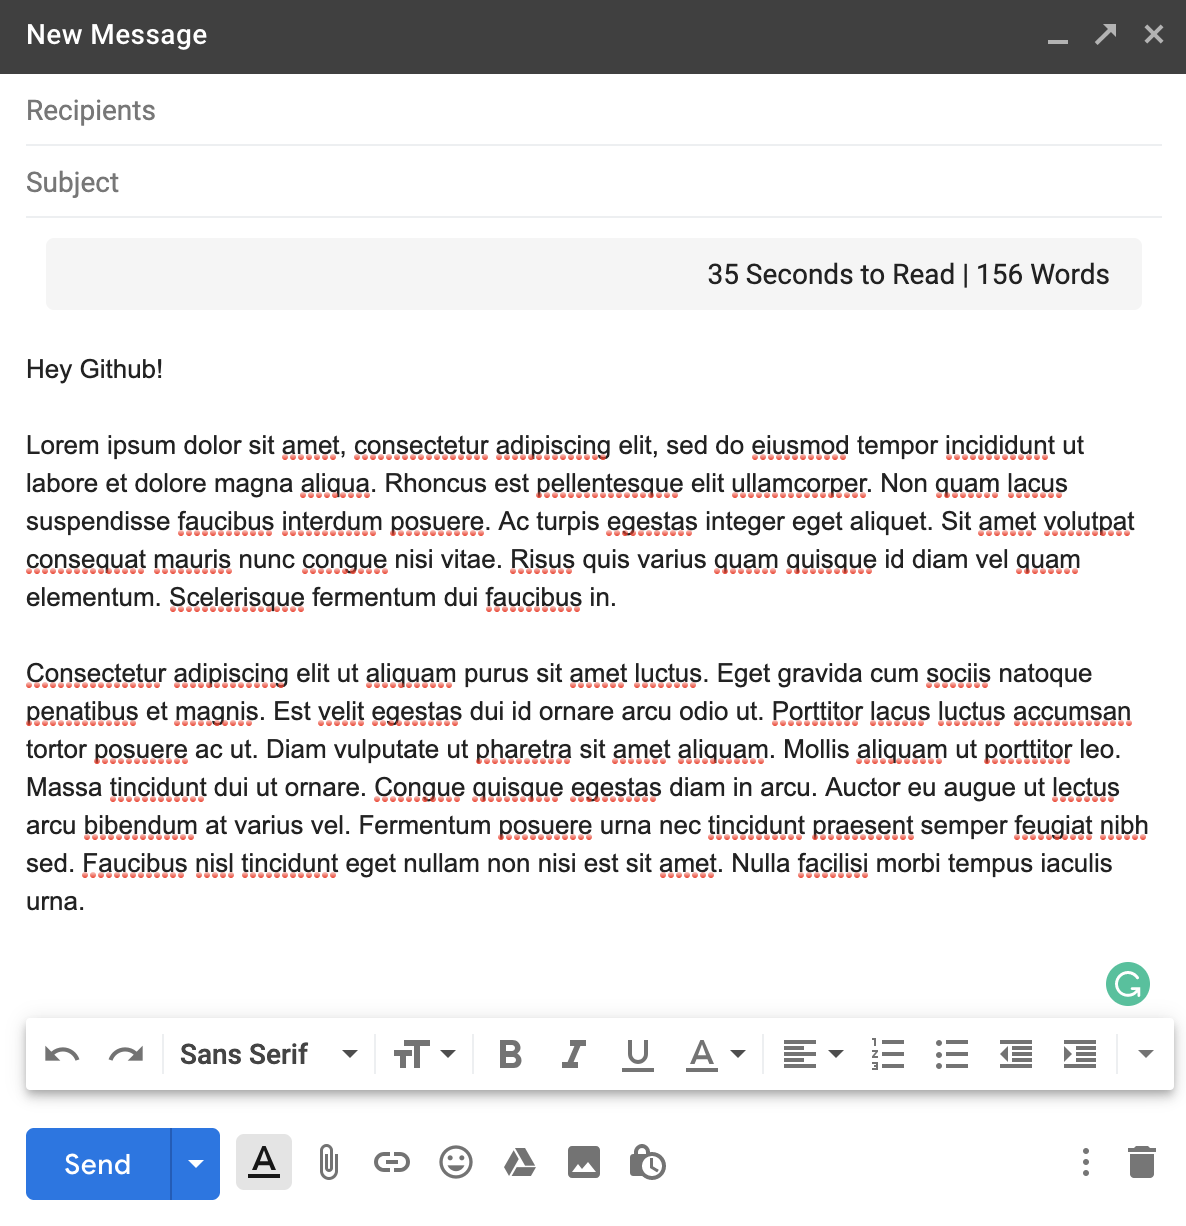 New Message
Recipients
Subject
35 Seconds to Read | 156 Words
Hey Github!
Lorem ipsum dolor sit amet, consectetur adipiscing elit, sed do eiusmod tempor incididunt ut
labore et dolore magna aliqua. Rhoncus est pellentesque elit ullamcorper. Non quam lacus
suspendisse faucibus interdum posuere. Ac turpis egestas integer eget aliquet. Sit amet volutpat
consequat mauris nunc congue nisi vitae. Risus quis varius quam quisque id diam vel quam
elementum. Scelerisque fermentum dui faucibus in.
Consectetur adipiscing elit ut aliquam purus sit amet luctus. Eget gravida cum sociis natoque
penatibus et magnis. Est velit egestas dui id ornare arcu odio ut. Porttitor lacus luctus accumsan
tortor posuere ac ut. Diam vulputate ut pharetra sit amet aliquam. Mollis aliquam ut porttitor leo.
Massa tincidunt dui ut ornare. Congue quisque egestas diam in arcu. Auctor eu augue ut lectus
arcu bibendum at varius vel. Fermentum posuere urna nec tincidunt praesent semper feugiat nibh
sed. Faucibus nisl tincidunt eget nullam non nisi est sit amet. Nulla facilisi morbi tempus iaculis
urna.
Sans Serif
Send